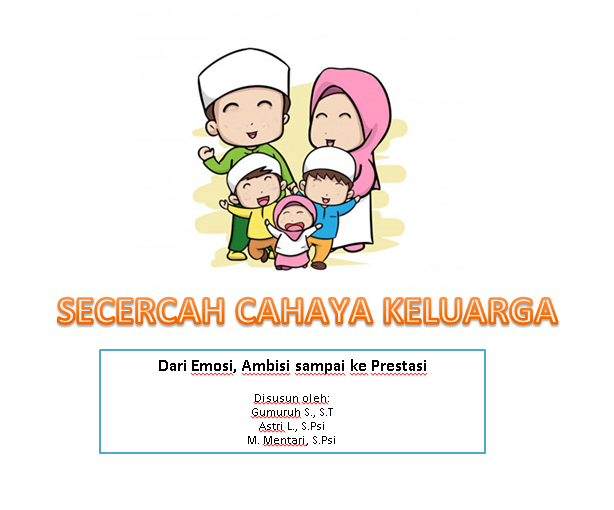 SECERCAH CAHAYA KELUARGA
Dari Emosi, Ambisi sampai ke Prestasi
Disusun oleh:
Gumuruh S., S.T
Astri L., S.Psi
M. Mentari, S.Psi